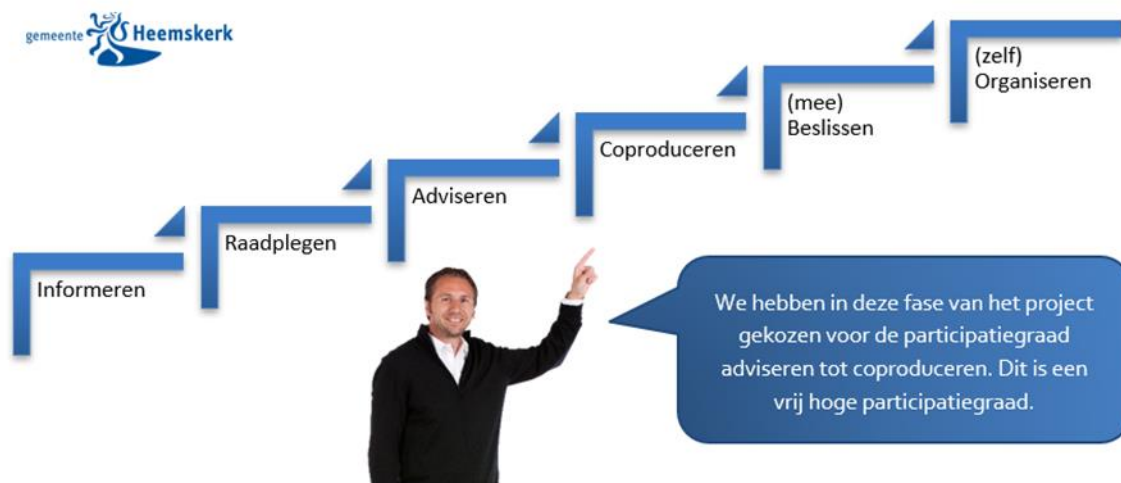 gemeente Heemskerk
(zelf)
Organiseren
(mee)
Beslissen
Coproduceren
Adviseren
Raadplegen
Informeren
We hebben in deze fase van het project
gekozen voor de participatiegraad
adviseren tot coproduceren. Dit is een
vrij hoge participatiegraad.